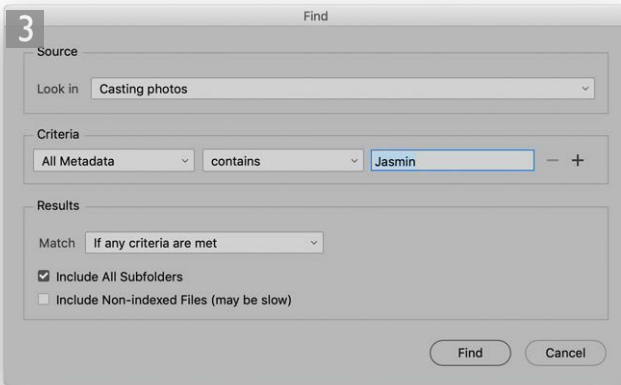 3
Find
Source
Look in Casting photos
Criteria
All Metadata contains Jasmin
Results
Match If any criteria are met
Include All Subfolders
Include Non-indexed Files (may be slow)
Find Cancel